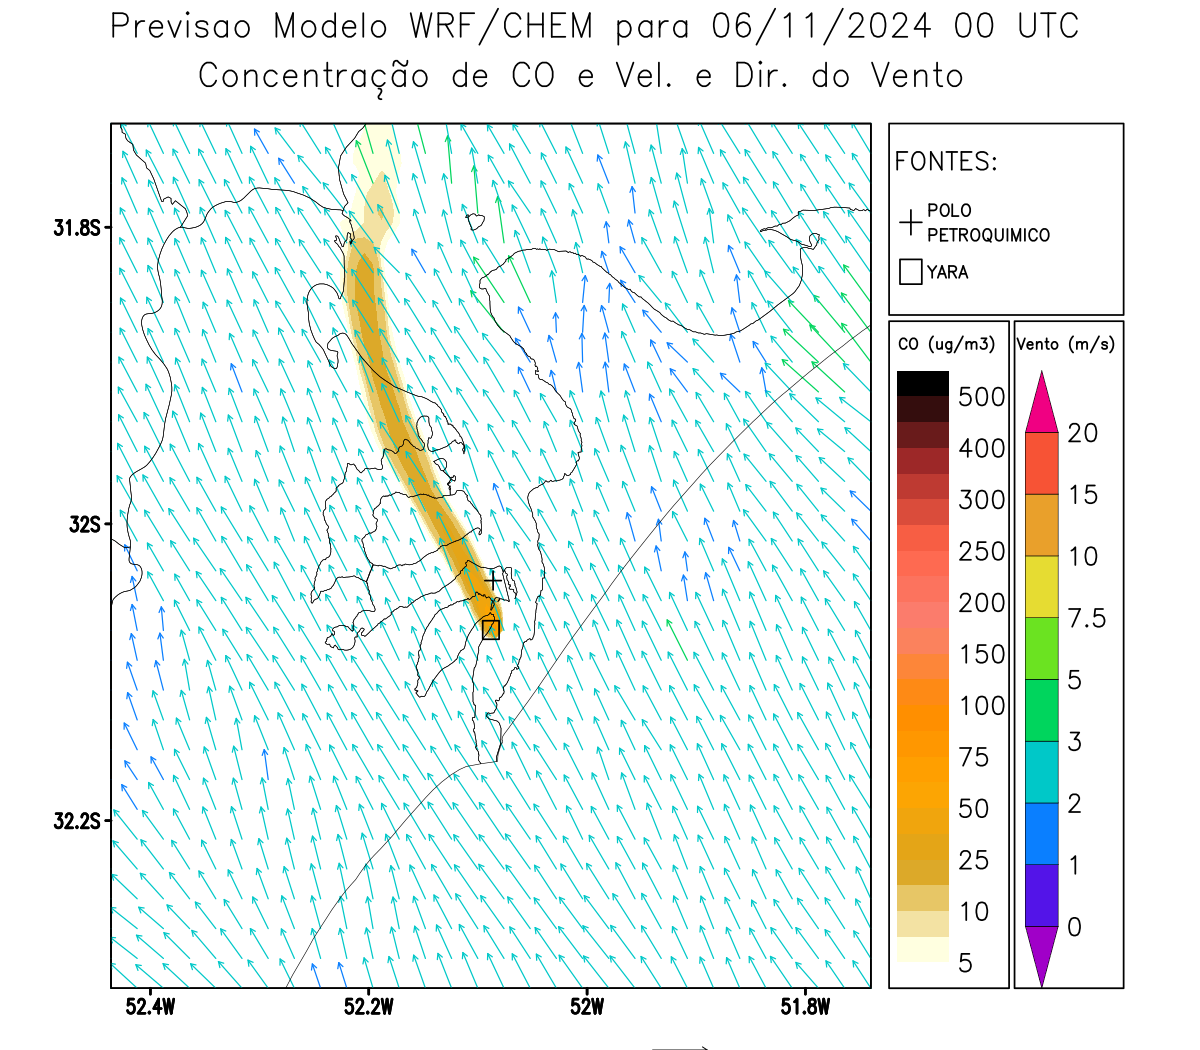 Previsao Modelo WRF/CHEM para 06/11/2024 00 UTC
Concentração de CO e Vel. e Dir. do Vento
FONTES:
POLO
PETROQUIMICO
YARA
CO (ug/m3)
500
400
300
250
200
150
100
75
50
25
10
5
Vento (m/s)
20
15
10
7.5
5
3
2
1
0
31.8S
32S
32.2S
52.4W
52.2W
52W
51.8W